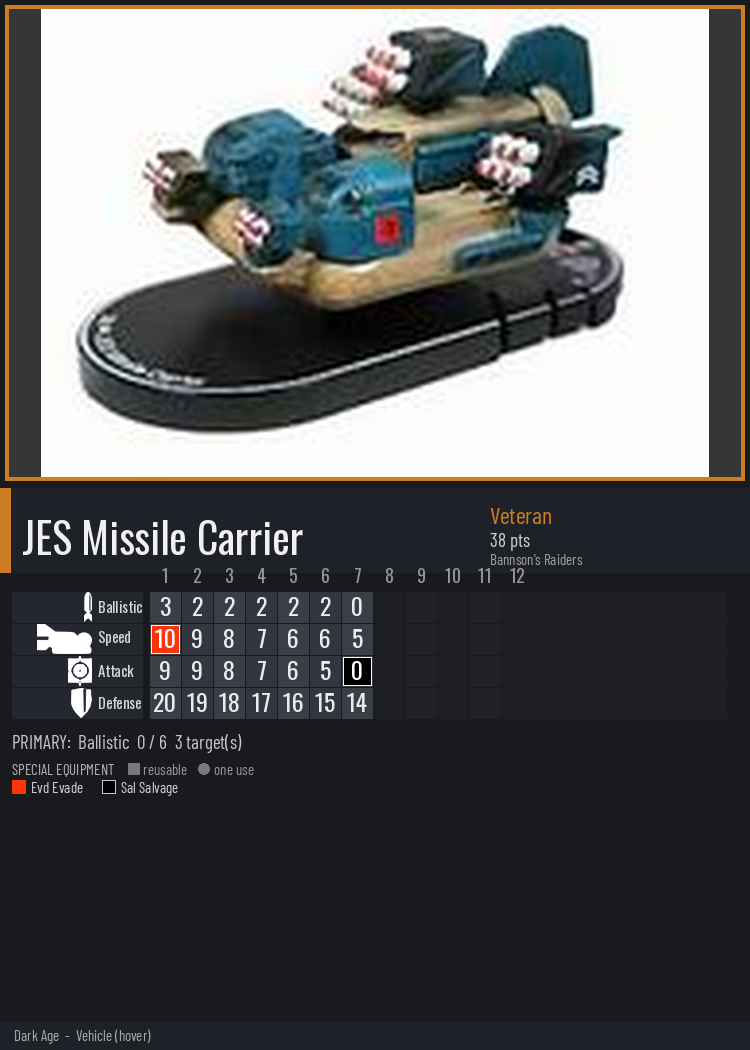 JES Missile Carrier
Veteran
38 pts
Bannson's Raiders
1 2 3 4 5 6 7 8 9 10 11 12
Ballistic 3 2 2 2 2 2 0
Speed 10 9 8 7 6 6 5
Attack 9 9 8 7 6 5 0
Defense 20 19 18 17 16 15 14
PRIMARY: Ballistic 0 / 6 3 target(s)
SPECIAL EQUIPMENT reusable one use
Evd Evade Sal Salvage
Dark Age - Vehicle (hover)